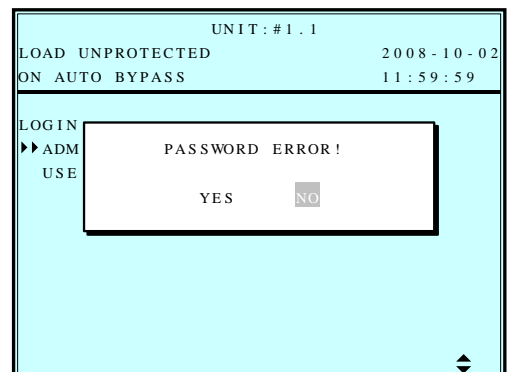 UNIT:#1.1
LOAD UNPROTECTED 2008-10-02
ON AUTO BYPASS 11:59:59
LOGIN
ADM
USE
PASSWORD ERROR!
YES NO